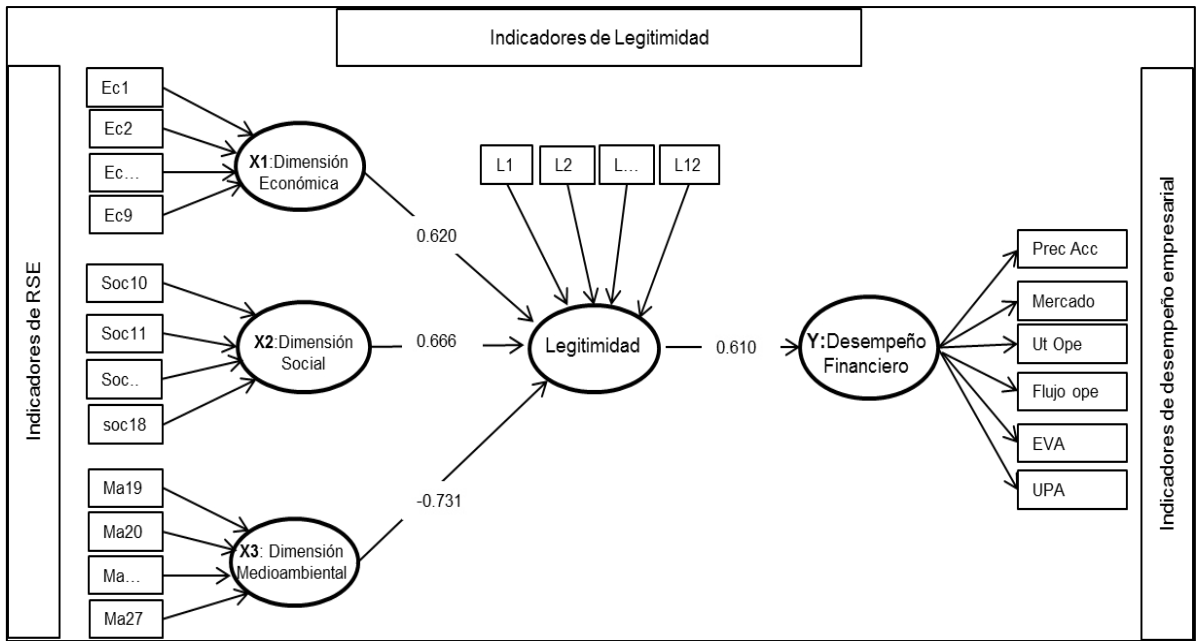 Indicadores de Legitimidad
Indicadores de RSE
Ec1
Ec2
Ec...
Ec9
X1:Dimensión
Económica
0.620
Soc10
Soc11
Soc..
soc18
X2:Dimensión
Social
0.666
Ma19
Ma20
Ma...
Ma27
X3: Dimensión
Medioambiental
-0.731
L1
L2
L...
L12
Legitimidad
0.610
Y:Desempeño
Financiero
Prec Acc
Mercado
Ut Ope
Flujo ope
EVA
UPA
Indicadores de desempeño empresarial